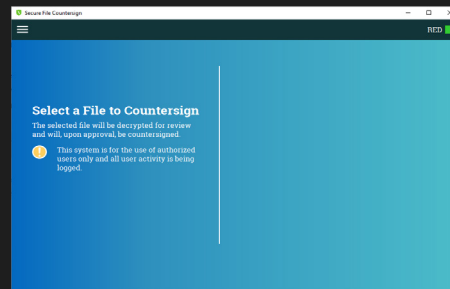 Secure File Countersign
RED
Select a File to Countersign
The selected file will be decrypted for review
and will, upon approval, be countersigned.
This system is for the use of authorized
users only and all user activity is being
logged.